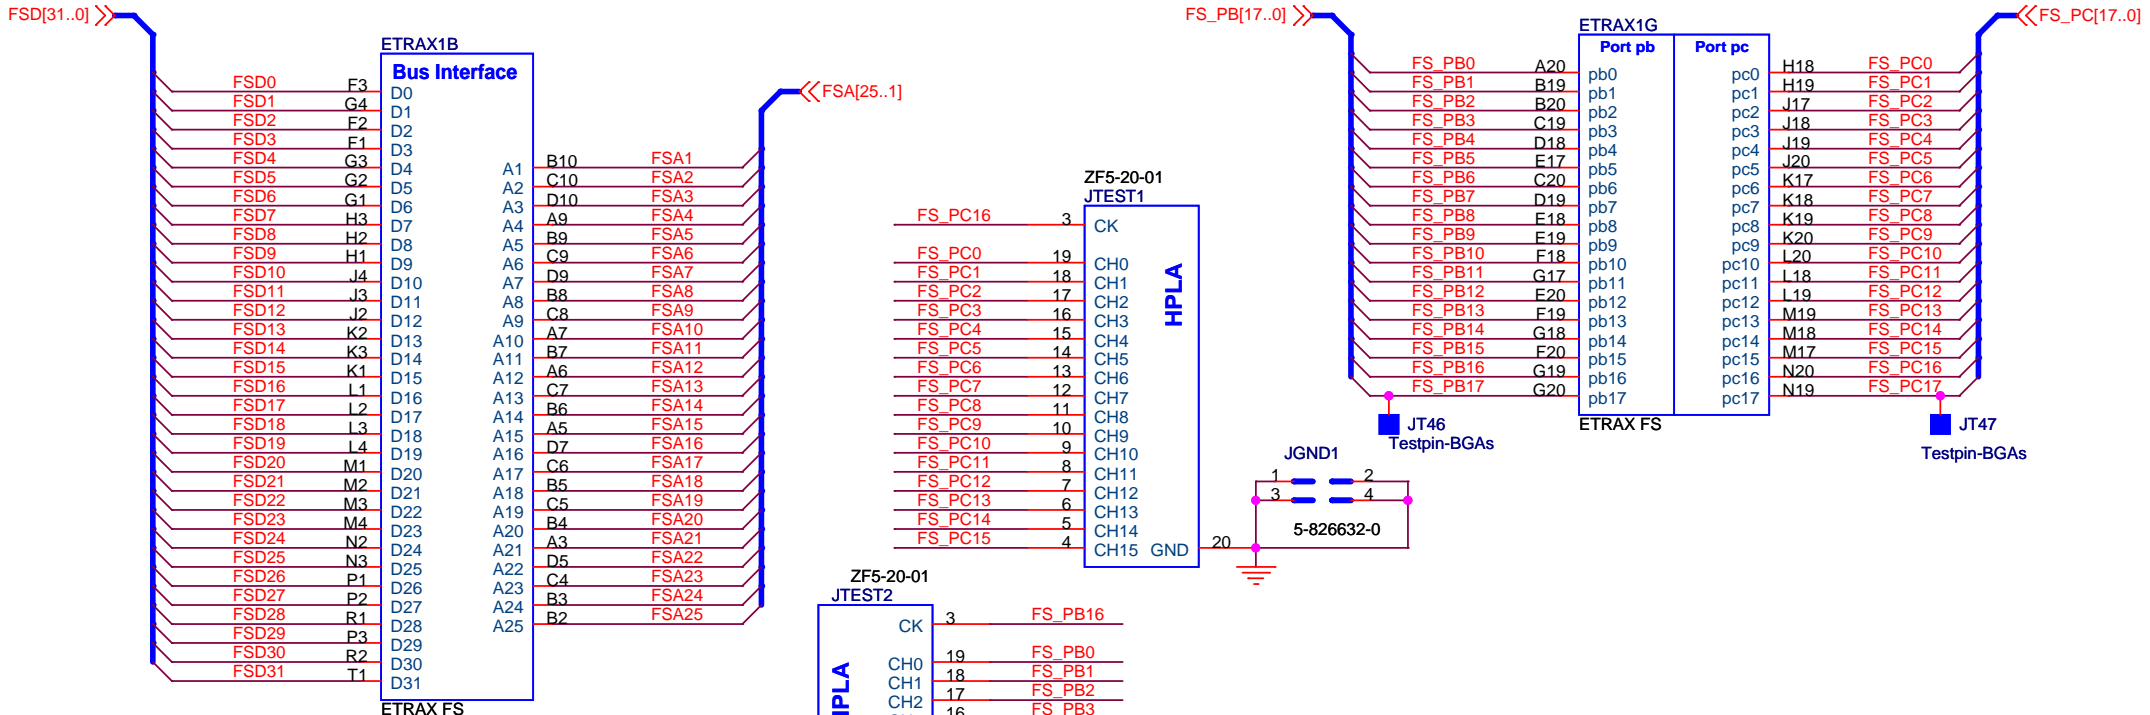 FSD[31..0]
ETRAX1B
Bus Interface
FSD0 F3 D0
FSD1 G4 D1
FSD2 F2 D2
FSD3 F1 D3
FSD4 G3 D4
FSD5 G2 D5
FSD6 G1 D6
FSD7 H3 D7
FSD8 H2 D8
FSD9 H1 D9
FSD10 J4 D10
FSD11 J3 D11
FSD12 J2 D12
FSD13 K2 D13
FSD14 K3 D14
FSD15 K1 D15
FSD16 L1 D16
FSD17 L2 D17
FSD18 L3 D18
FSD19 L4 D19
FSD20 M1 D20
FSD21 M2 D21
FSD22 M3 D22
FSD23 M4 D23
FSD24 N2 D24
FSD25 N3 D25
FSD26 P1 D26
FSD27 P2 D27
FSD28 R1 D28
FSD29 P3 D29
FSD30 R2 D30
FSD31 T1 D31
ETRAX FS
FSA[25..1]
A1 B10 FSA1
A2 C10 FSA2
A3 D10 FSA3
A4 A9 FSA4
A5 B9 FSA5
A6 C9 FSA6
A7 D9 FSA7
A8 B8 FSA8
A9 C8 FSA9
A10 A7 FSA10
A11 B7 FSA11
A12 A6 FSA12
A13 C7 FSA13
A14 B6 FSA14
A15 A5 FSA15
A16 D7 FSA16
A17 C6 FSA17
A18 B5 FSA18
A19 C5 FSA19
A20 B4 FSA20
A21 A3 FSA21
A22 D5 FSA22
A23 C4 FSA23
A24 B3 FSA24
A25 B2 FSA25
ZF5-20-01
JTEST1
HPLA
FS_PC16 3 CK
FS_PC0 19 CH0
FS_PC1 18 CH1
FS_PC2 17 CH2
FS_PC3 16 CH3
FS_PC4 15 CH4
FS_PC5 14 CH5
FS_PC6 13 CH6
FS_PC7 12 CH7
FS_PC8 11 CH8
FS_PC9 10 CH9
FS_PC10 9 CH10
FS_PC11 8 CH11
FS_PC12 7 CH12
FS_PC13 6 CH13
FS_PC14 5 CH14
FS_PC15 4 CH15 GND 20
JGND1
1 2
3 4
5-826632-0
ZF5-20-01
JTEST2
HPLA
CK 3 FS_PB16
CH0 19 FS_PB0
CH1 18 FS_PB1
CH2 17 FS_PB2
16 FS_PB3
FS_PB[17..0]
ETRAX1G
FS_PC[17..0]
Port pb Port pc
FS_PB0 A20 pb0 pc0 H18 FS_PC0
FS_PB1 B19 pb1 pc1 H19 FS_PC1
FS_PB2 B20 pb2 pc2 J17 FS_PC2
FS_PB3 C19 pb3 pc3 J18 FS_PC3
FS_PB4 D18 pb4 pc4 J19 FS_PC4
FS_PB5 E17 pb5 pc5 J20 FS_PC5
FS_PB6 C20 pb6 pc6 K17 FS_PC6
FS_PB7 D19 pb7 pc7 K18 FS_PC7
FS_PB8 E18 pb8 pc8 K19 FS_PC8
FS_PB9 E19 pb9 pc9 K20 FS_PC9
FS_PB10 F18 pb10 pc10 L20 FS_PC10
FS_PB11 G17 pb11 pc11 L18 FS_PC11
FS_PB12 E20 pb12 pc12 L19 FS_PC12
FS_PB13 F19 pb13 pc13 M19 FS_PC13
FS_PB14 G18 pb14 pc14 M18 FS_PC14
FS_PB15 F20 pb15 pc15 M17 FS_PC15
FS_PB16 G19 pb16 pc16 N20 FS_PC16
FS_PB17 G20 pb17 pc17 N19 FS_PC17
ETRAX FS
JT46
Testpin-BGAs
JT47
Testpin-BGAs